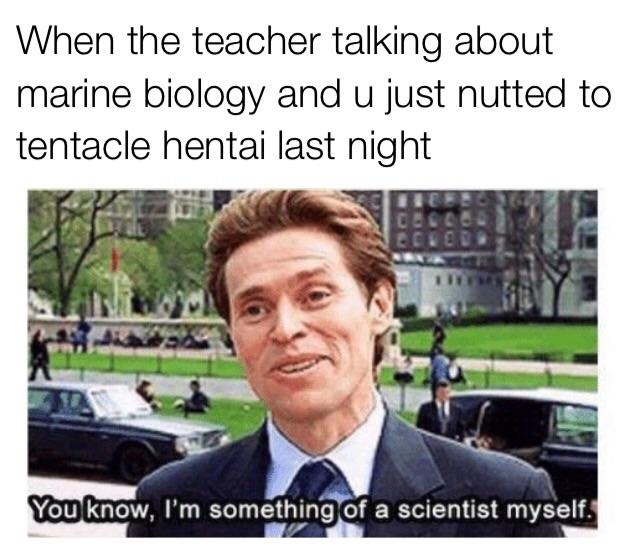 When the teacher talking about
marine biology and u just nutted to
tentacle hentai last night
You know, I'm something of a scientist myself.